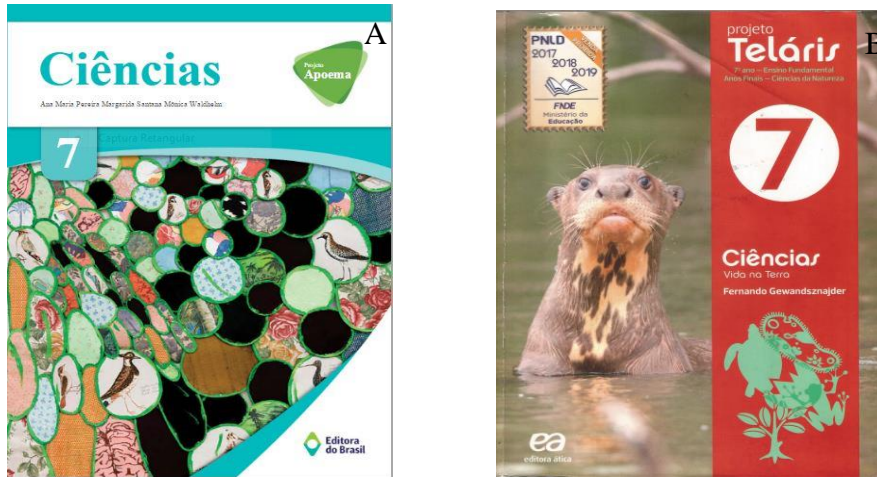 A
Ciências
Projeto
Apoema
Ana Maria Pereira Margarida Santana Mônica Waldhelm
7
Captura Retangular
Editora
do Brasil
B
PNLD
2017
2018
2019
FNDE
Ministério da
Educação
projeto
Teláris
7º ano – Ensino Fundamental
Anos Finais – Ciências da Natureza
7
Ciências
Vida na Terra
Fernando Gewandsznajder
ea
editora ática